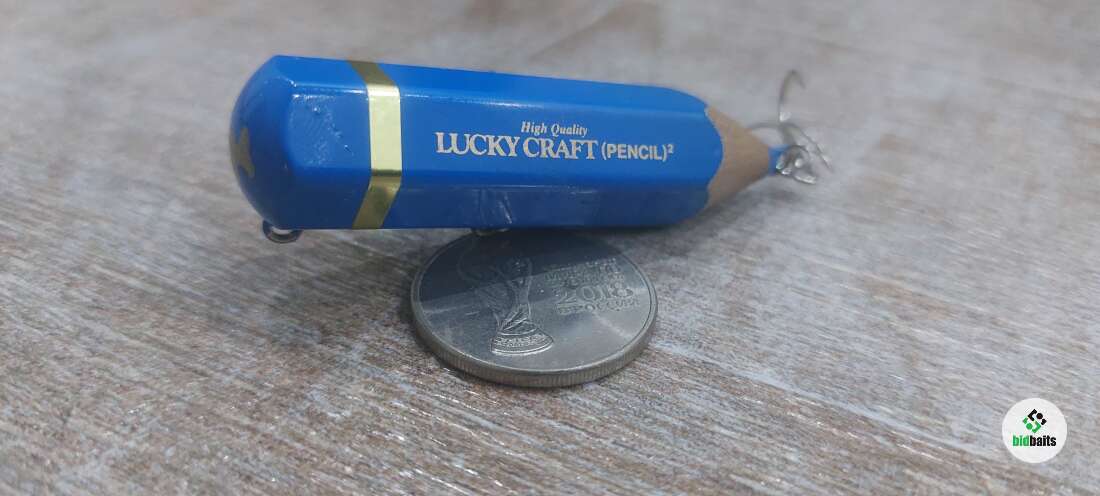 High Quality
LUCKY CRAFT (PENCIL)²
2018
bidbaits